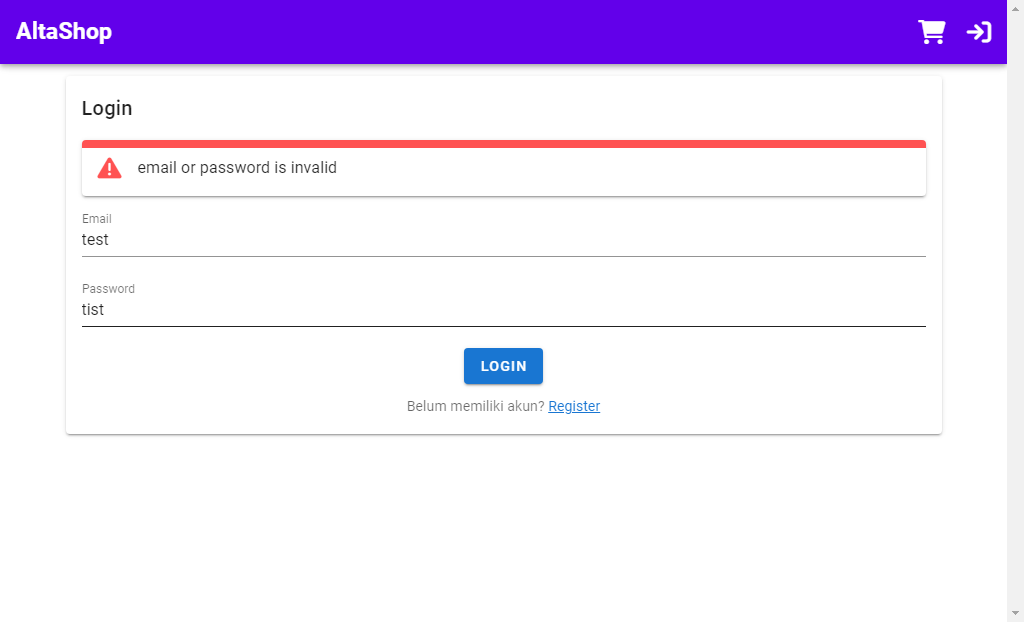 AltaShop
Login
email or password is invalid
Email
test
Password
tist
LOGIN
Belum memiliki akun? Register